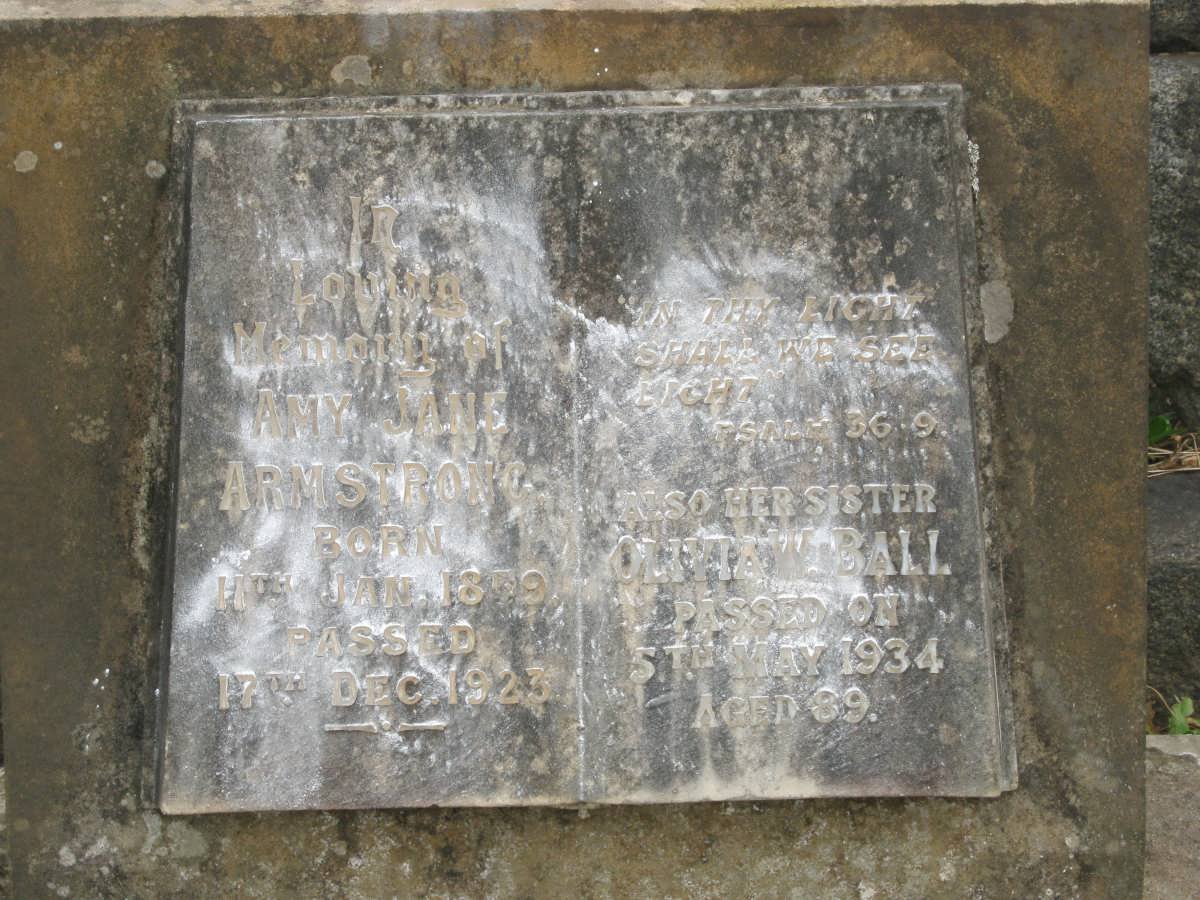 In
Loving
Memory of
AMY JANE
ARMSTRONG.
BORN
11TH JAN.
PASSED
17TH DEC. 1923
"IN THY LIGHT
SHALL WE SEE
LIGHT"
PSALM 36.9.
ALSO HER SISTER
OLIVIA W. BALL
PASSED ON
5TH MAY 1934
AGED 89.